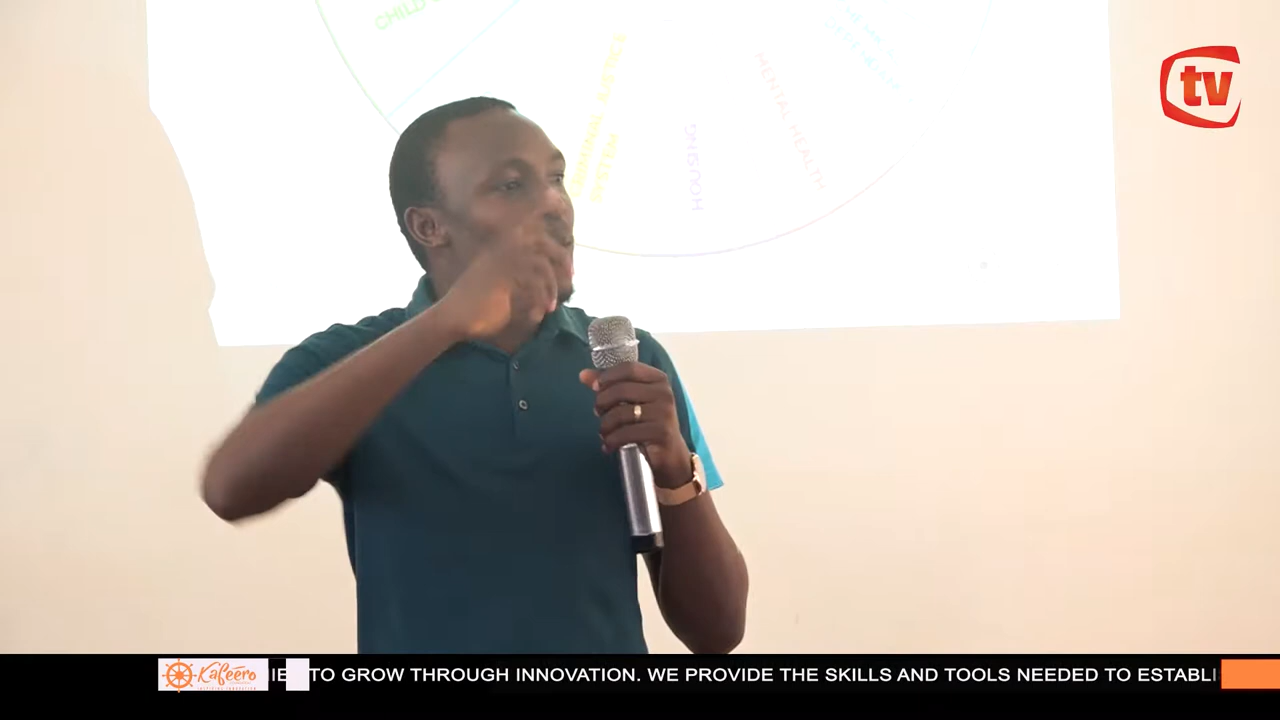 CHILD
CRIMINAL JUSTICE
SYSTEM
HOUSING
MENTAL HEALTH
tv
Kafeero
TO GROW THROUGH INNOVATION. WE PROVIDE THE SKILLS AND TOOLS NEEDED TO ESTABLI